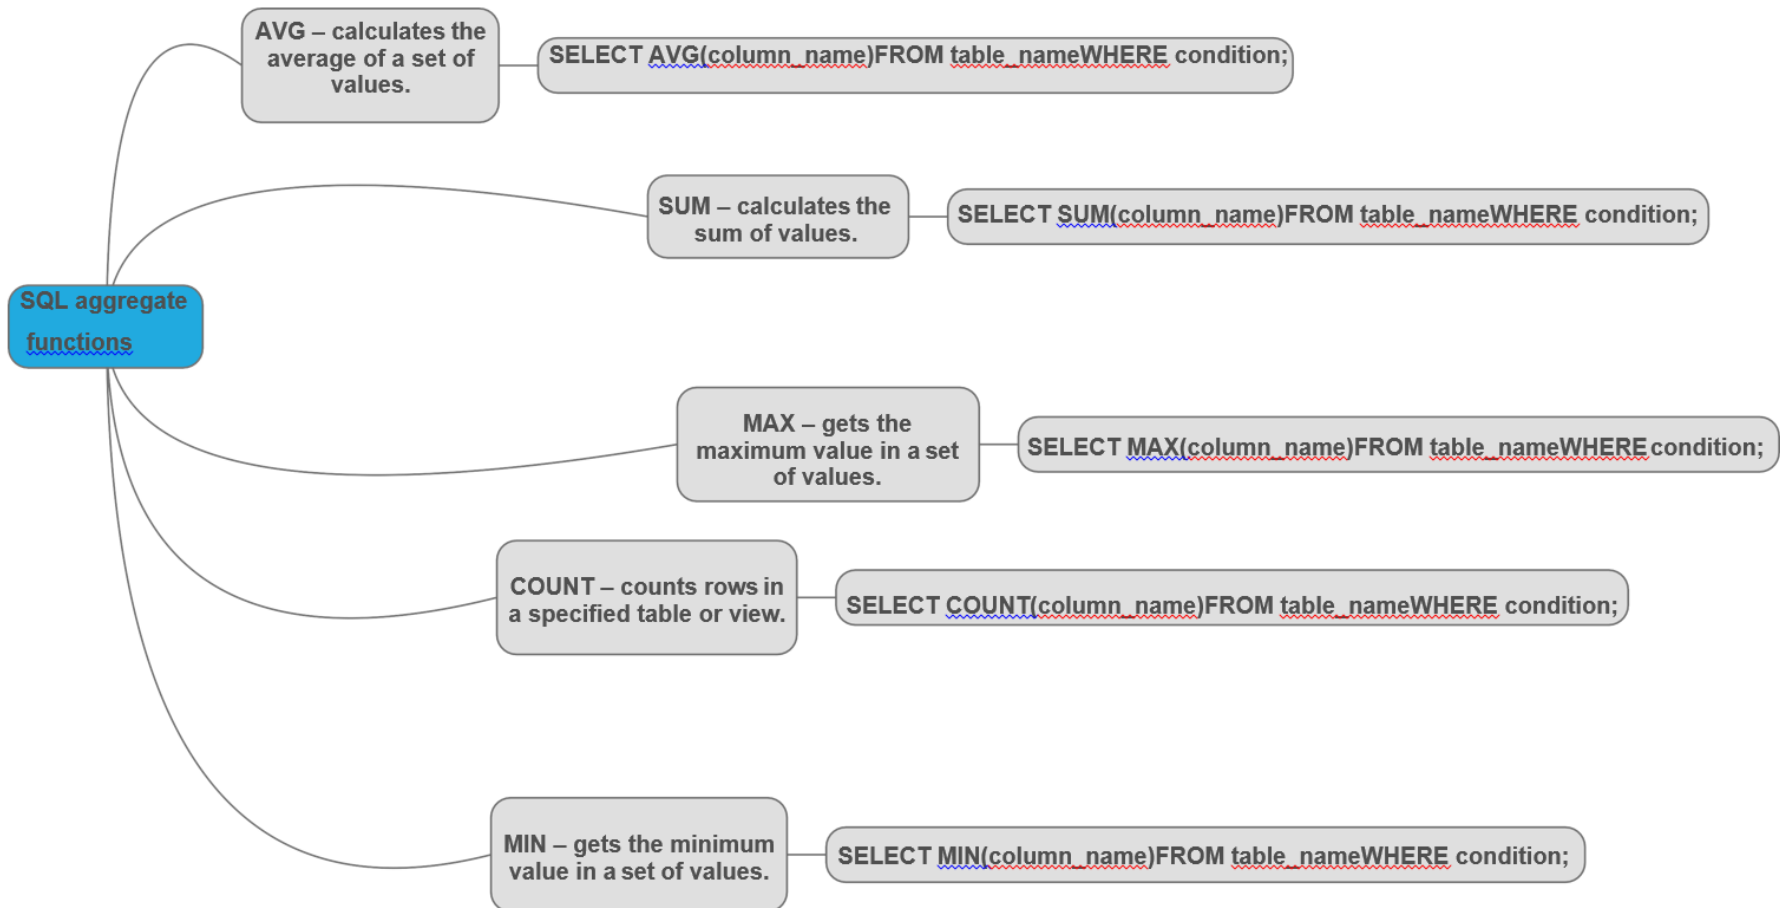 AVG – calculates the
average of a set of
values.
SELECT AVG(column_name)FROM table_nameWHERE condition;
SUM – calculates the
sum of values.
SELECT SUM(column_name)FROM table_nameWHERE condition;
SQL aggregate
functions
MAX – gets the
maximum value in a set
of values.
SELECT MAX(column_name)FROM table_nameWHERE condition;
COUNT – counts rows in
a specified table or view.
SELECT COUNT(column_name)FROM table_nameWHERE condition;
MIN – gets the minimum
value in a set of values.
SELECT MIN(column_name)FROM table_nameWHERE condition;